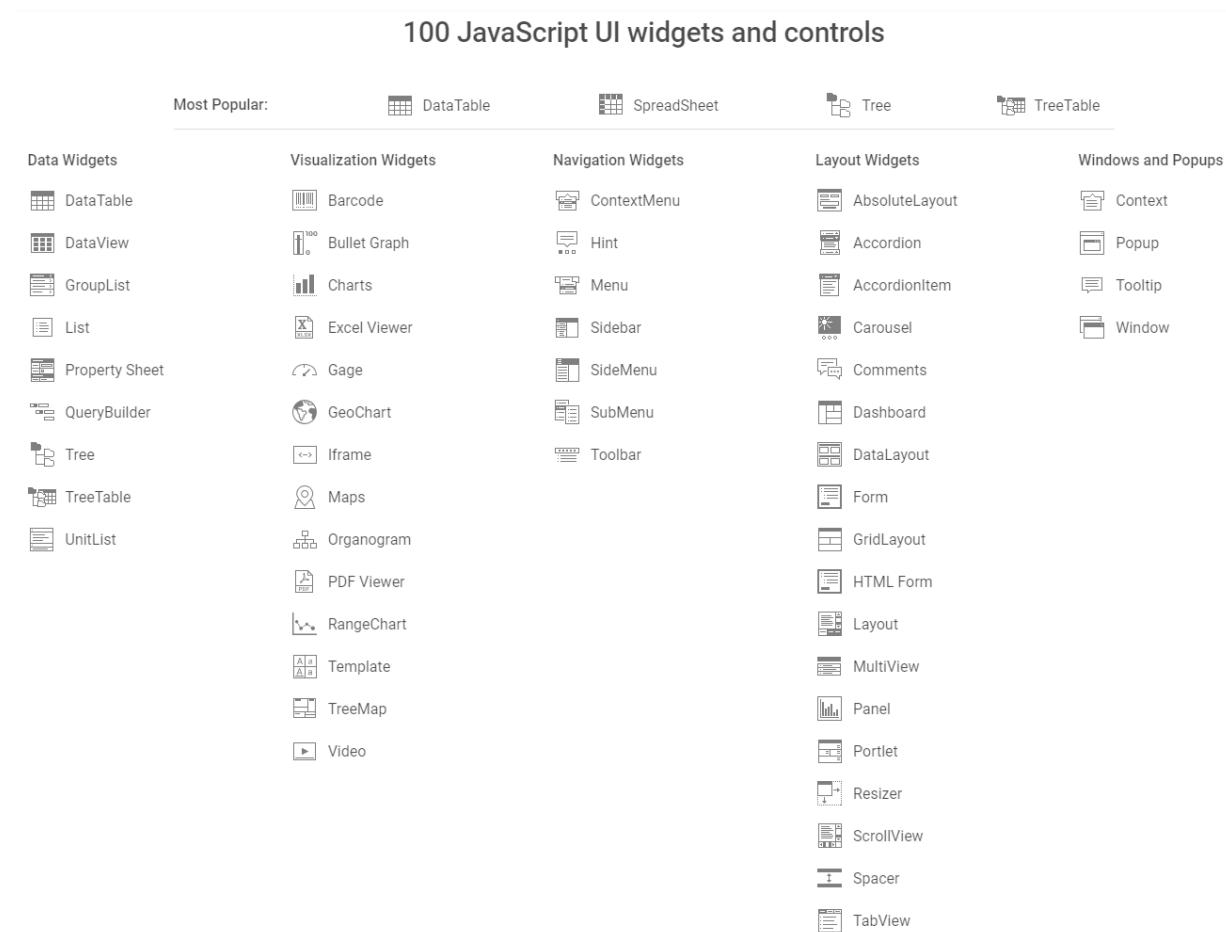 100 JavaScript UI widgets and controls
Most Popular: DataTable SpreadSheet Tree TreeTable
Data Widgets
DataTable
DataView
GroupList
List
Property Sheet
QueryBuilder
Tree
TreeTable
UnitList
Visualization Widgets
Barcode
Bullet Graph
Charts
Excel Viewer
Gage
GeoChart
Iframe
Maps
Organogram
PDF Viewer
RangeChart
Template
TreeMap
Video
Navigation Widgets
ContextMenu
Hint
Menu
Sidebar
SideMenu
SubMenu
Toolbar
Layout Widgets
AbsoluteLayout
Accordion
AccordionItem
Carousel
Comments
Dashboard
DataLayout
Form
GridLayout
HTML Form
Layout
MultiView
Panel
Portlet
Resizer
ScrollView
Spacer
TabView
Windows and Popups
Context
Popup
Tooltip
Window